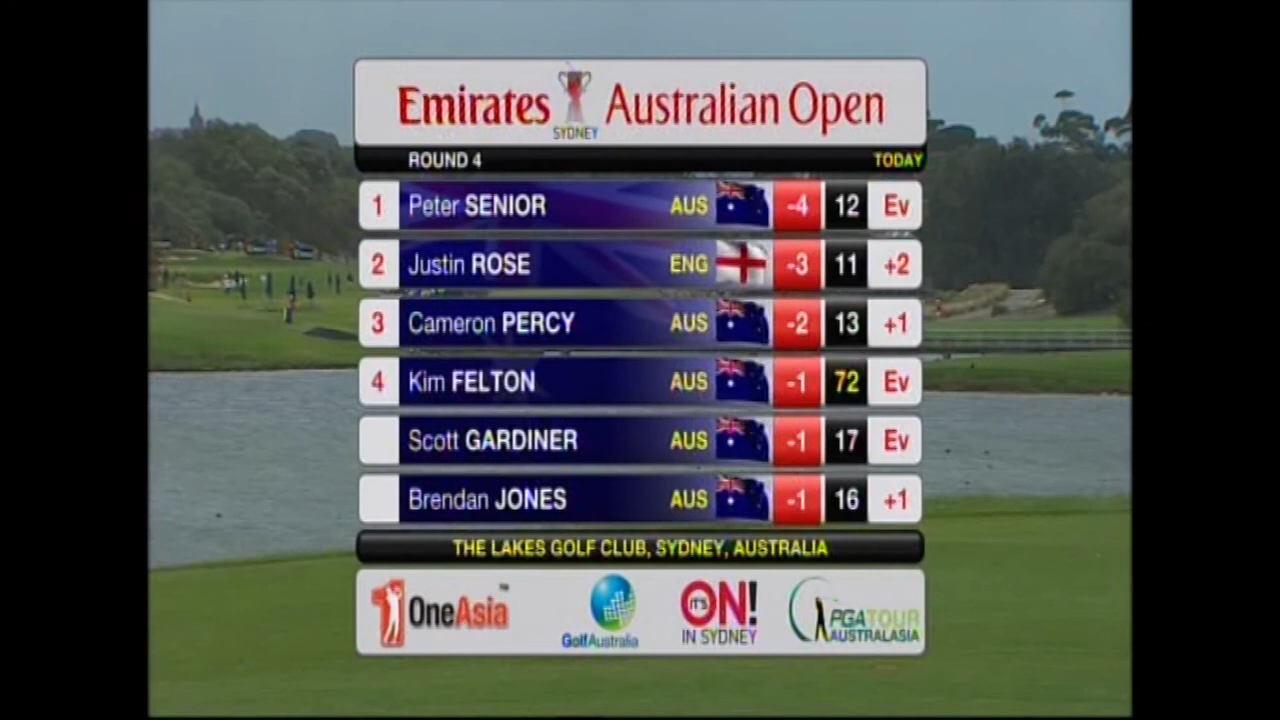 Emirates Australian Open
SYDNEY
ROUND 4 TODAY
1 Peter SENIOR AUS -4 12 Ev
2 Justin ROSE ENG -3 11 +2
3 Cameron PERCY AUS -2 13 +1
4 Kim FELTON AUS -1 72 Ev
Scott GARDINER AUS -1 17 Ev
Brendan JONES AUS -1 16 +1
THE LAKES GOLF CLUB, SYDNEY, AUSTRALIA
OneAsia™ GolfAustralia IT'S ON! IN SYDNEY PGA TOUR AUSTRALASIA